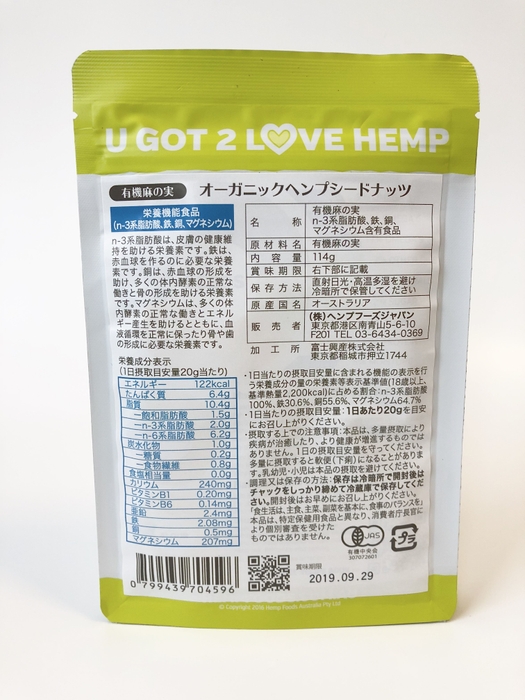 U GOT 2 LOVE HEMP
有機麻の実 オーガニックヘンプシードナッツ
栄養機能食品
(n-3系脂肪酸、鉄、銅、マグネシウム)
n-3系脂肪酸は、皮膚の健康維
持を助ける栄養素です。鉄は、
赤血球を作るのに必要な栄養
素です。銅は、赤血球の形成を
助け、多くの体内酵素の正常な
働きと骨の形成を助ける栄養
素です。マグネシウムは、多くの体
内酵素の正常な働きとエネル
ギー産生を助けるとともに、血
液循環を正常に保ったり骨や歯
の形成に必要な栄養素です。
栄養成分表示
(1日摂取目安量20g当たり)
エネルギー 122kcal
たんぱく質 6.4g
脂質 10.4g
―飽和脂肪酸 1.5g
―n-3系脂肪酸 2.0g
―n-6系脂肪酸 6.2g
炭水化物 1.0g
―糖質 0.2g
―食物繊維 0.8g
食塩相当量 0.0g
カリウム 240mg
ビタミンB1 0.20mg
ビタミンB6 0.14mg
亜鉛 2.4mg
鉄 2.08mg
銅 0.5mg
マグネシウム 207mg
名称 有機麻の実
n-3系脂肪酸、鉄、銅、
マグネシウム含有食品
原材料名 有機麻の実
内容量 114g
賞味期限 右下部に記載
保存方法 直射日光・高温多湿を避け
冷暗所で保管してください
原産国名 オーストラリア
販売者 (株)ヘンプフーズジャパン
東京都港区南青山5-6-10
F201 TEL 03-6434-0369
加工所 富士興産株式会社
東京都稲城市押立1744
・1日当たりの摂取目安量に含まれる機能の表示を行
う栄養成分の量の栄養素等表示基準値(18歳以上、
基準熱量2,200kcal)に占める割合:n-3系脂肪酸
100%、鉄30.6%、銅55.6%、マグネシウム64.7%
・1日当たりの摂取目安量:1日あたり20gを目安
にお召し上がりください。
・摂取する上での注意事項:本品は、多量摂取により
疾病が治癒したり、より健康が増進するものでは
ありません。1日の摂取目安量を守ってください。
多量に摂取すると軟便(下痢)になることがありま
す。乳幼児・小児は本品の摂取を避けてください。
・調理又は保存の方法:保存は冷暗所で開封後は
チャックをしっかり締めて冷蔵庫で保存してくだ
さい。開封後はお早めにお召し上がりください。
「食生活は、主食、主菜、副菜を基本に、食事のバランスを」
本品は、特定保健用食品と異なり、消費者庁長官に
より個別審査を受けた
ものではありません。
JAS
有機中央会
307072601
プラ
0 799439 704596
賞味期限
2019.09.29
© Copyright 2016 Hemp Foods Australia Pty Ltd